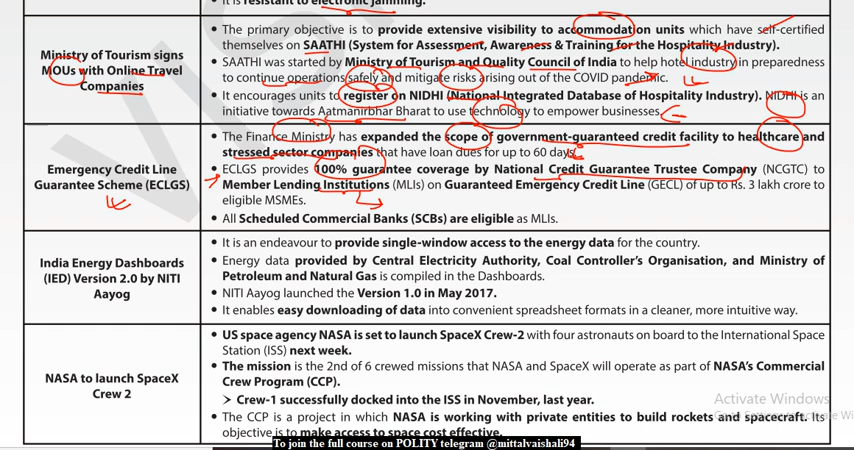 It is resistant to electronic jamming.
Ministry of Tourism signs
MOUs with Online Travel
Companies
• The primary objective is to provide extensive visibility to accommodation units which have self-certified
themselves on SAATHI (System for Assessment, Awareness & Training for the Hospitality Industry).
• SAATHI was started by Ministry of Tourism and Quality Council of India to help hotel industry in preparedness
to continue operations safely and mitigate risks arising out of the COVID pandemic.
• It encourages units to register on NIDHI (National Integrated Database of Hospitality Industry). NIDHI is an
initiative towards Aatmanirbhar Bharat to use technology to empower businesses.
Emergency Credit Line
Guarantee Scheme (ECLGS)
• The Finance Ministry has expanded the scope of government-guaranteed credit facility to healthcare and
stressed sector companies that have loan dues for up to 60 days.
• ECLGS provides 100% guarantee coverage by National Credit Guarantee Trustee Company (NCGTC) to
Member Lending Institutions (MLIs) on Guaranteed Emergency Credit Line (GECL) of up to Rs. 3 lakh crore to
eligible MSMEs.
• All Scheduled Commercial Banks (SCBs) are eligible as MLIs.
India Energy Dashboards
(IED) Version 2.0 by NITI
Aayog
• It is an endeavour to provide single-window access to the energy data for the country.
• Energy data provided by Central Electricity Authority, Coal Controller's Organisation, and Ministry of
Petroleum and Natural Gas is compiled in the Dashboards.
• NITI Aayog launched the Version 1.0 in May 2017.
• It enables easy downloading of data into convenient spreadsheet formats in a cleaner, more intuitive way.
NASA to launch SpaceX
Crew 2
• US space agency NASA is set to launch SpaceX Crew-2 with four astronauts on board to the International Space
Station (ISS) next week.
• The mission is the 2nd of 6 crewed missions that NASA and SpaceX will operate as part of NASA's Commercial
Crew Program (CCP).
➢ Crew-1 successfully docked into the ISS in November, last year.
• The CCP is a project in which NASA is working with private entities to build rockets and spacecraft. Its
objective is to make access to space cost effective.
Activate Windows
To join the full course on POLITY telegram @mittalvaishali94